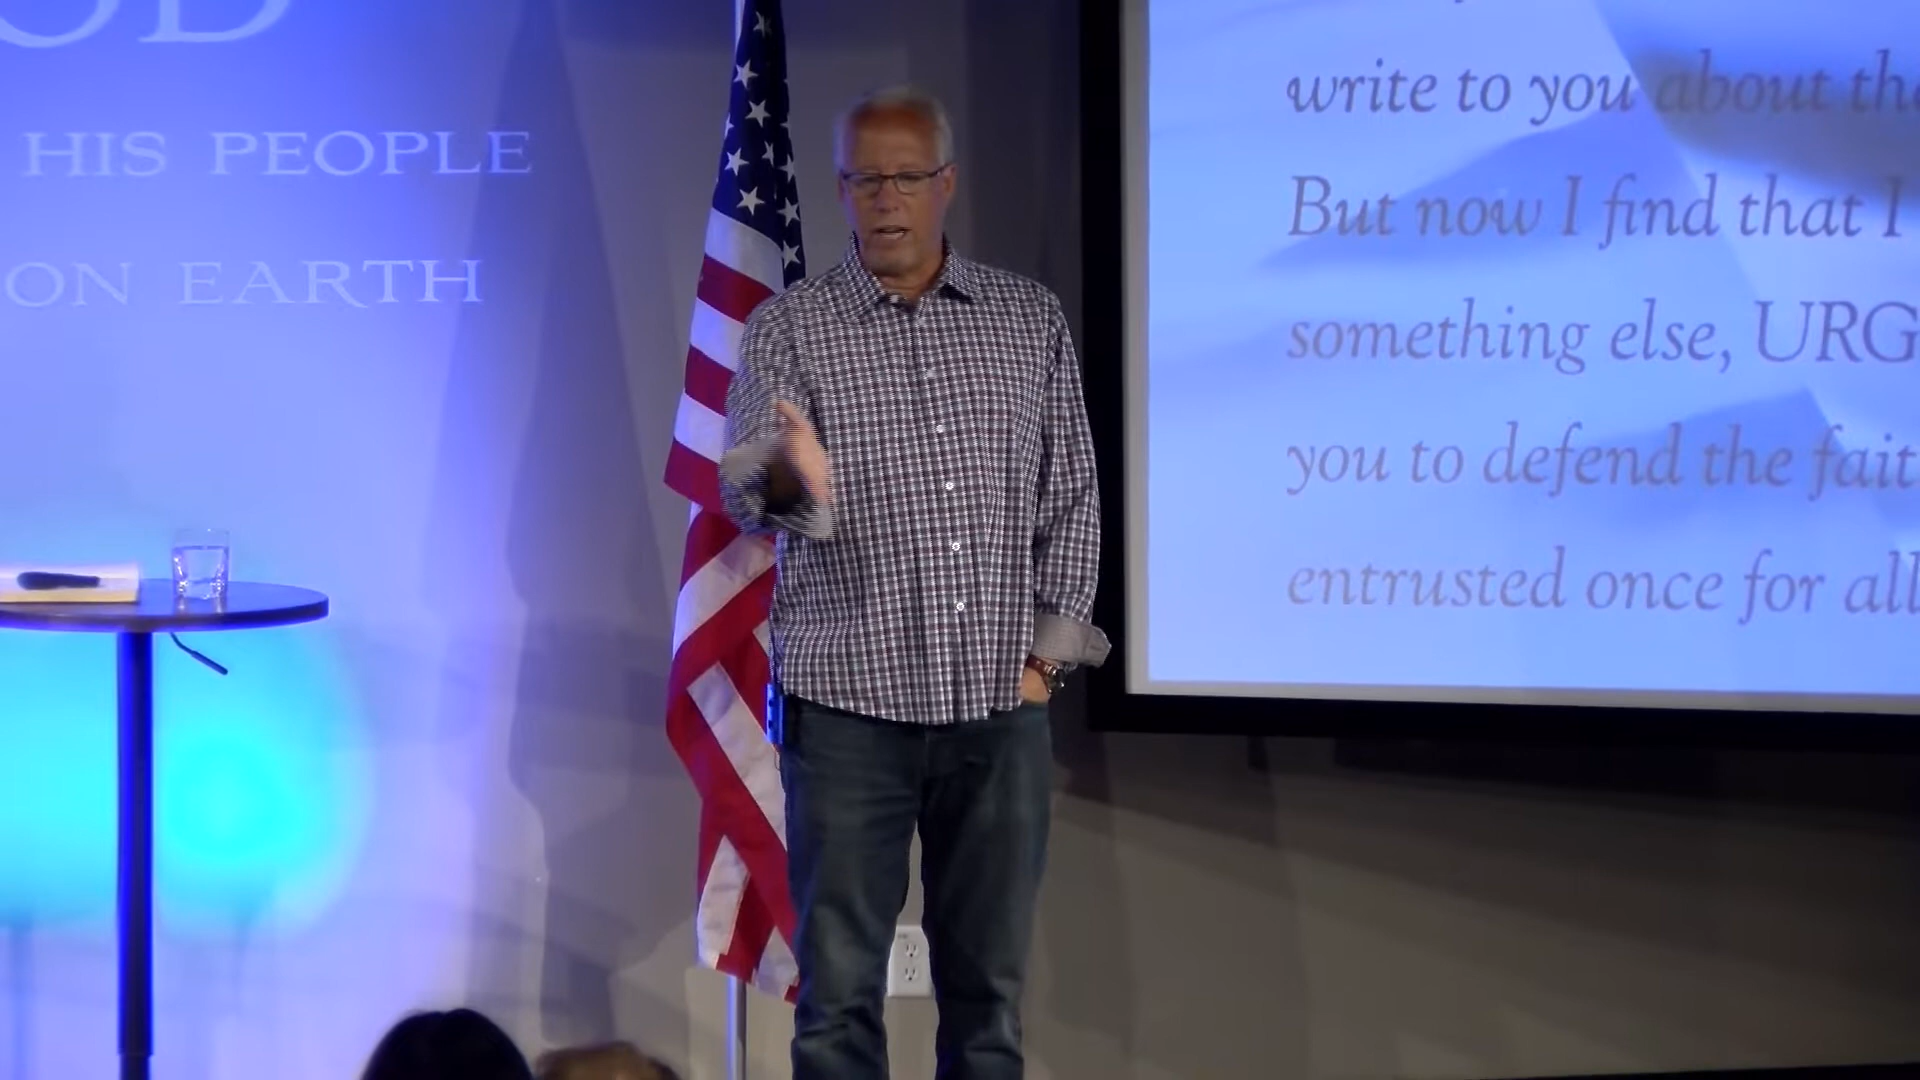 HIS PEOPLE
ON EARTH
write to you about the
But now I find that I
something else, URG
you to defend the fait
entrusted once for all